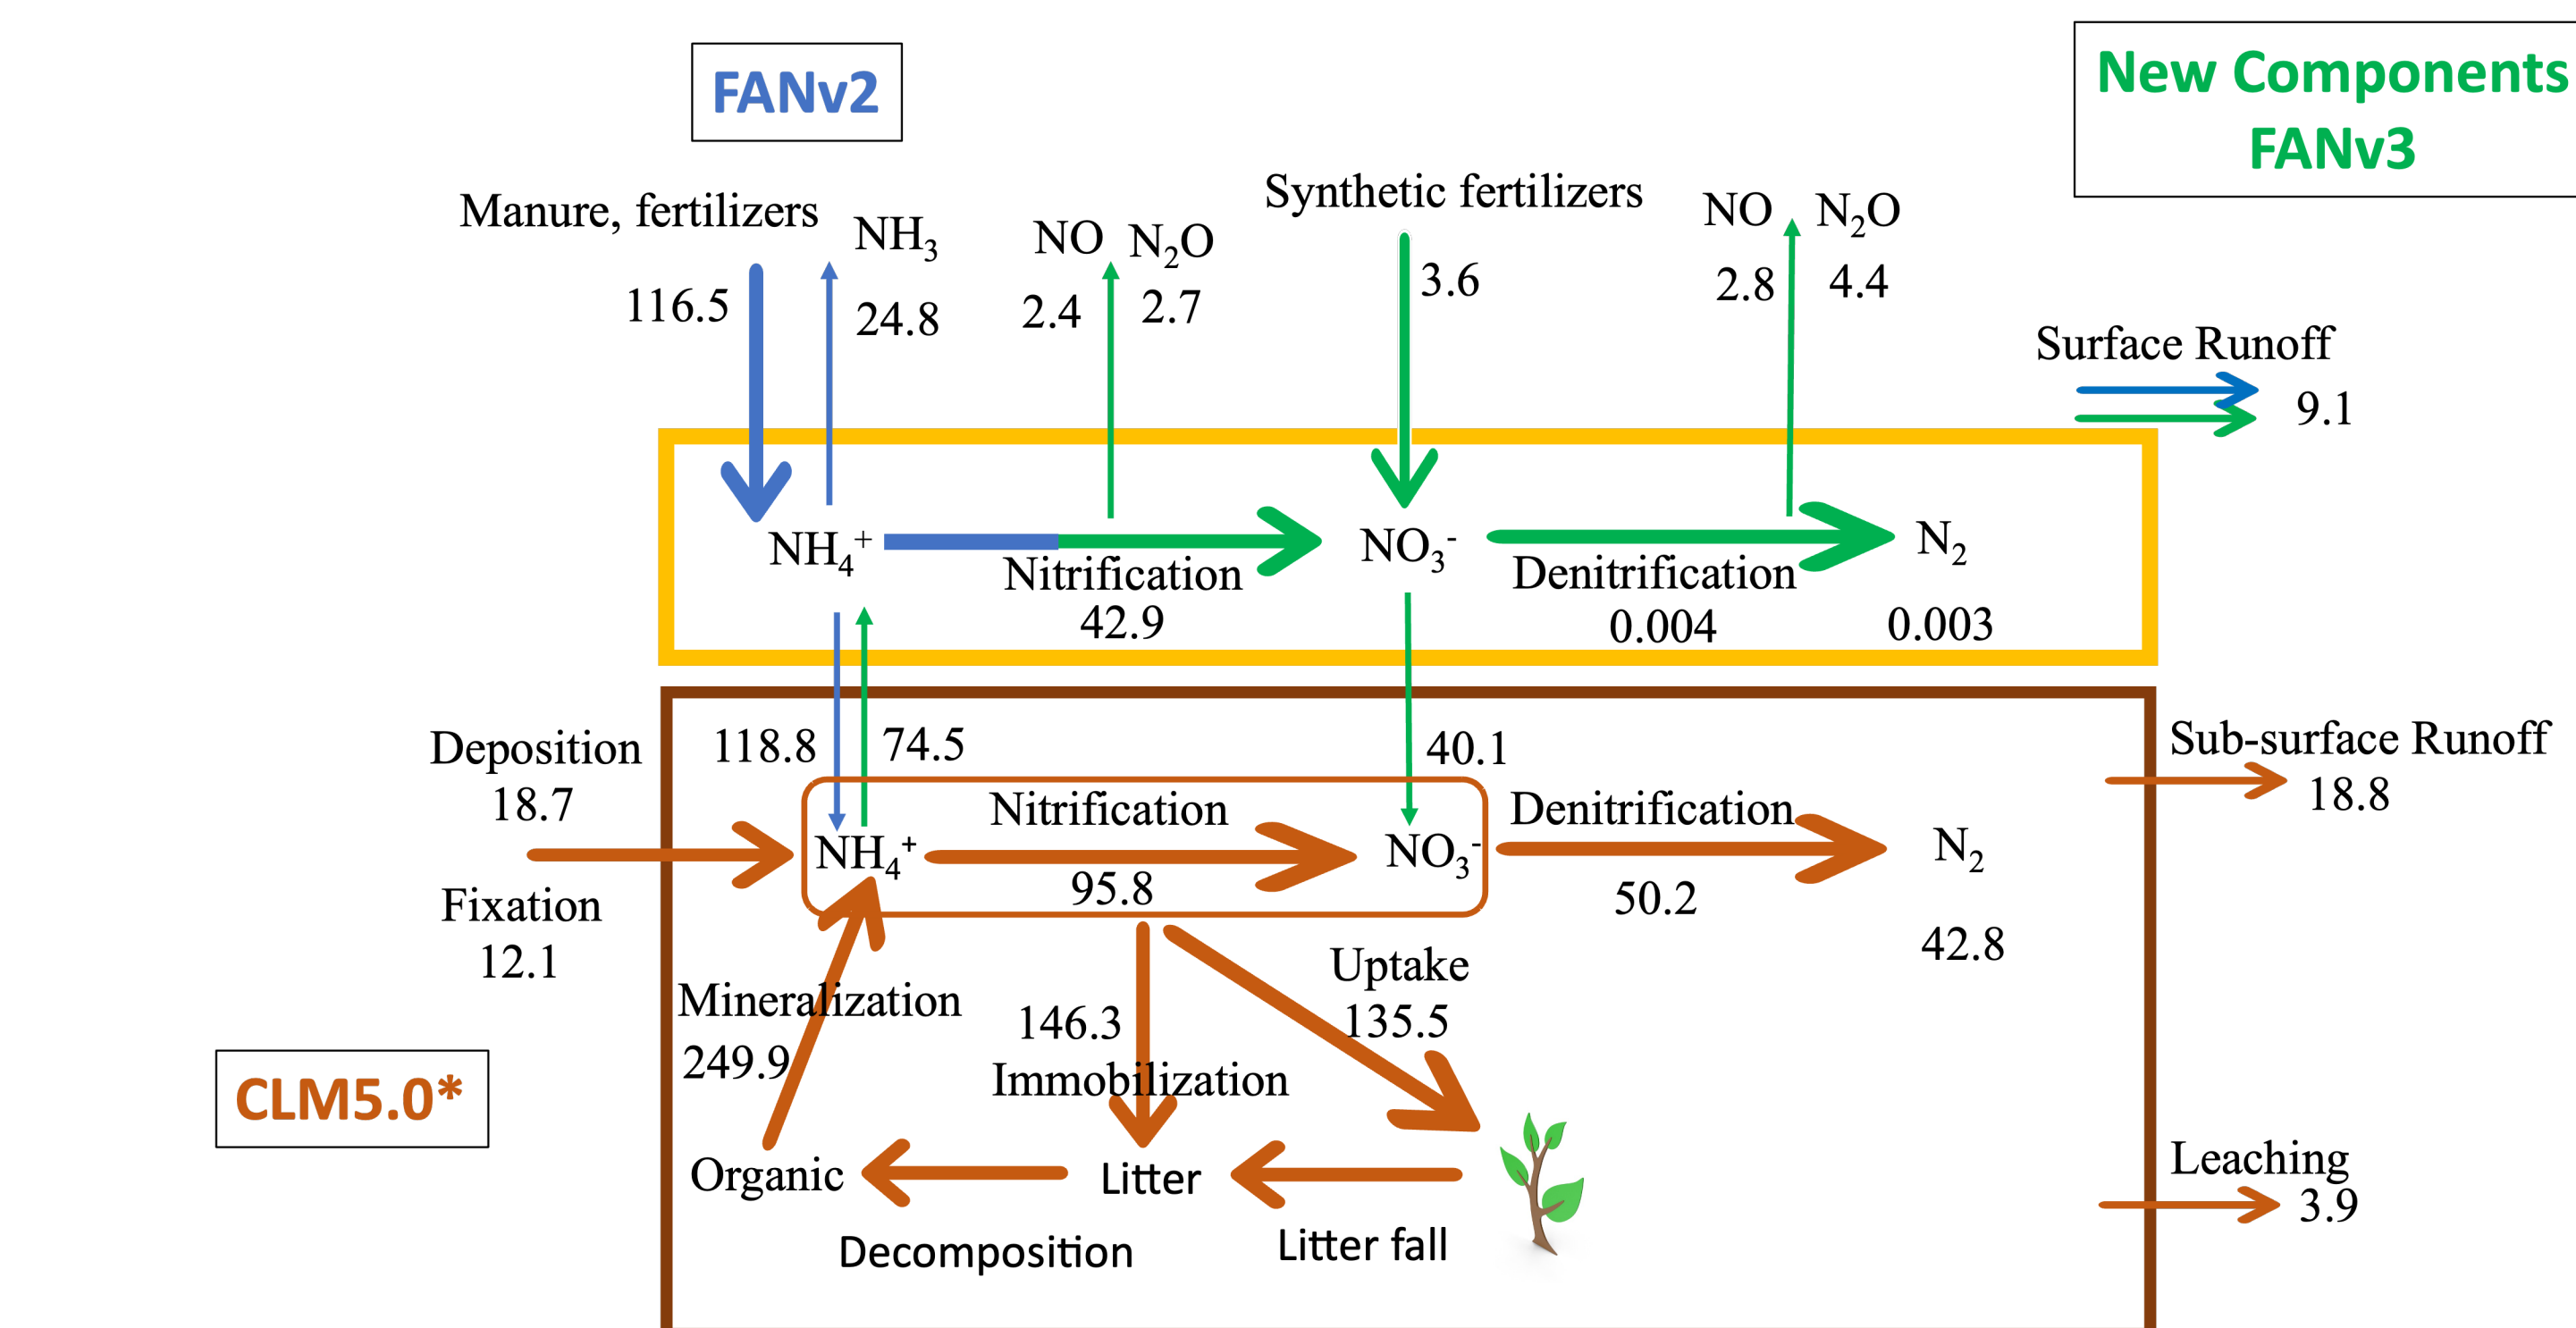 FANv2
New Components
FANv3
Manure, fertilizers
116.5
NH₃
24.8
NO N₂O
2.4 2.7
Synthetic fertilizers
3.6
NO N₂O
2.8 4.4
Surface Runoff
9.1
NH₄⁺
Nitrification
42.9
NO₃⁻
Denitrification
0.004
N₂
0.003
Deposition
18.7
Fixation
12.1
118.8
74.5
40.1
NH₄⁺
Nitrification
95.8
NO₃⁻
Denitrification
50.2
N₂
42.8
Sub-surface Runoff
18.8
Mineralization
249.9
146.3
Immobilization
Uptake
135.5
CLM5.0*
Organic
Litter
Decomposition
Litter fall
Leaching
3.9